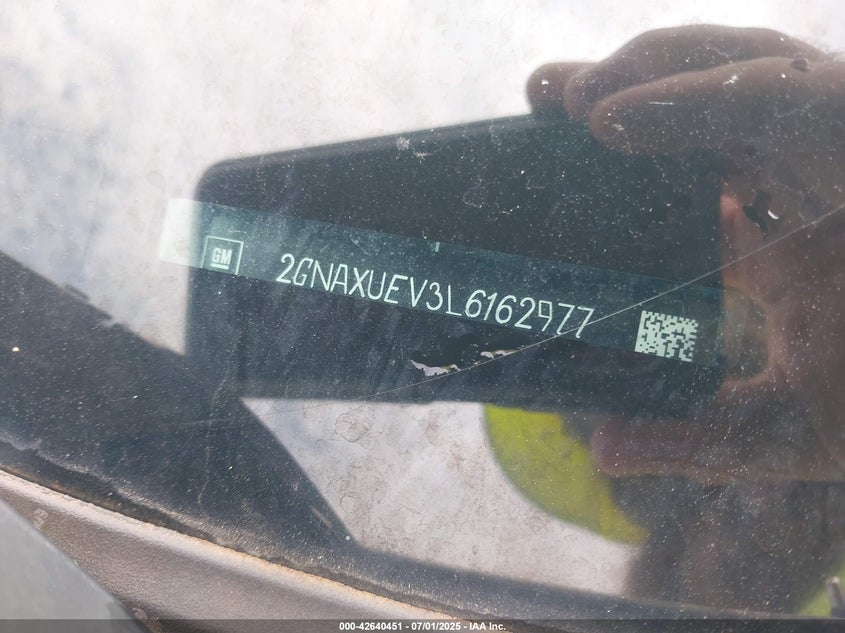 GM
2GNAXUEV3L6162977
000-42640451 - 07/01/2025 - IAA Inc.